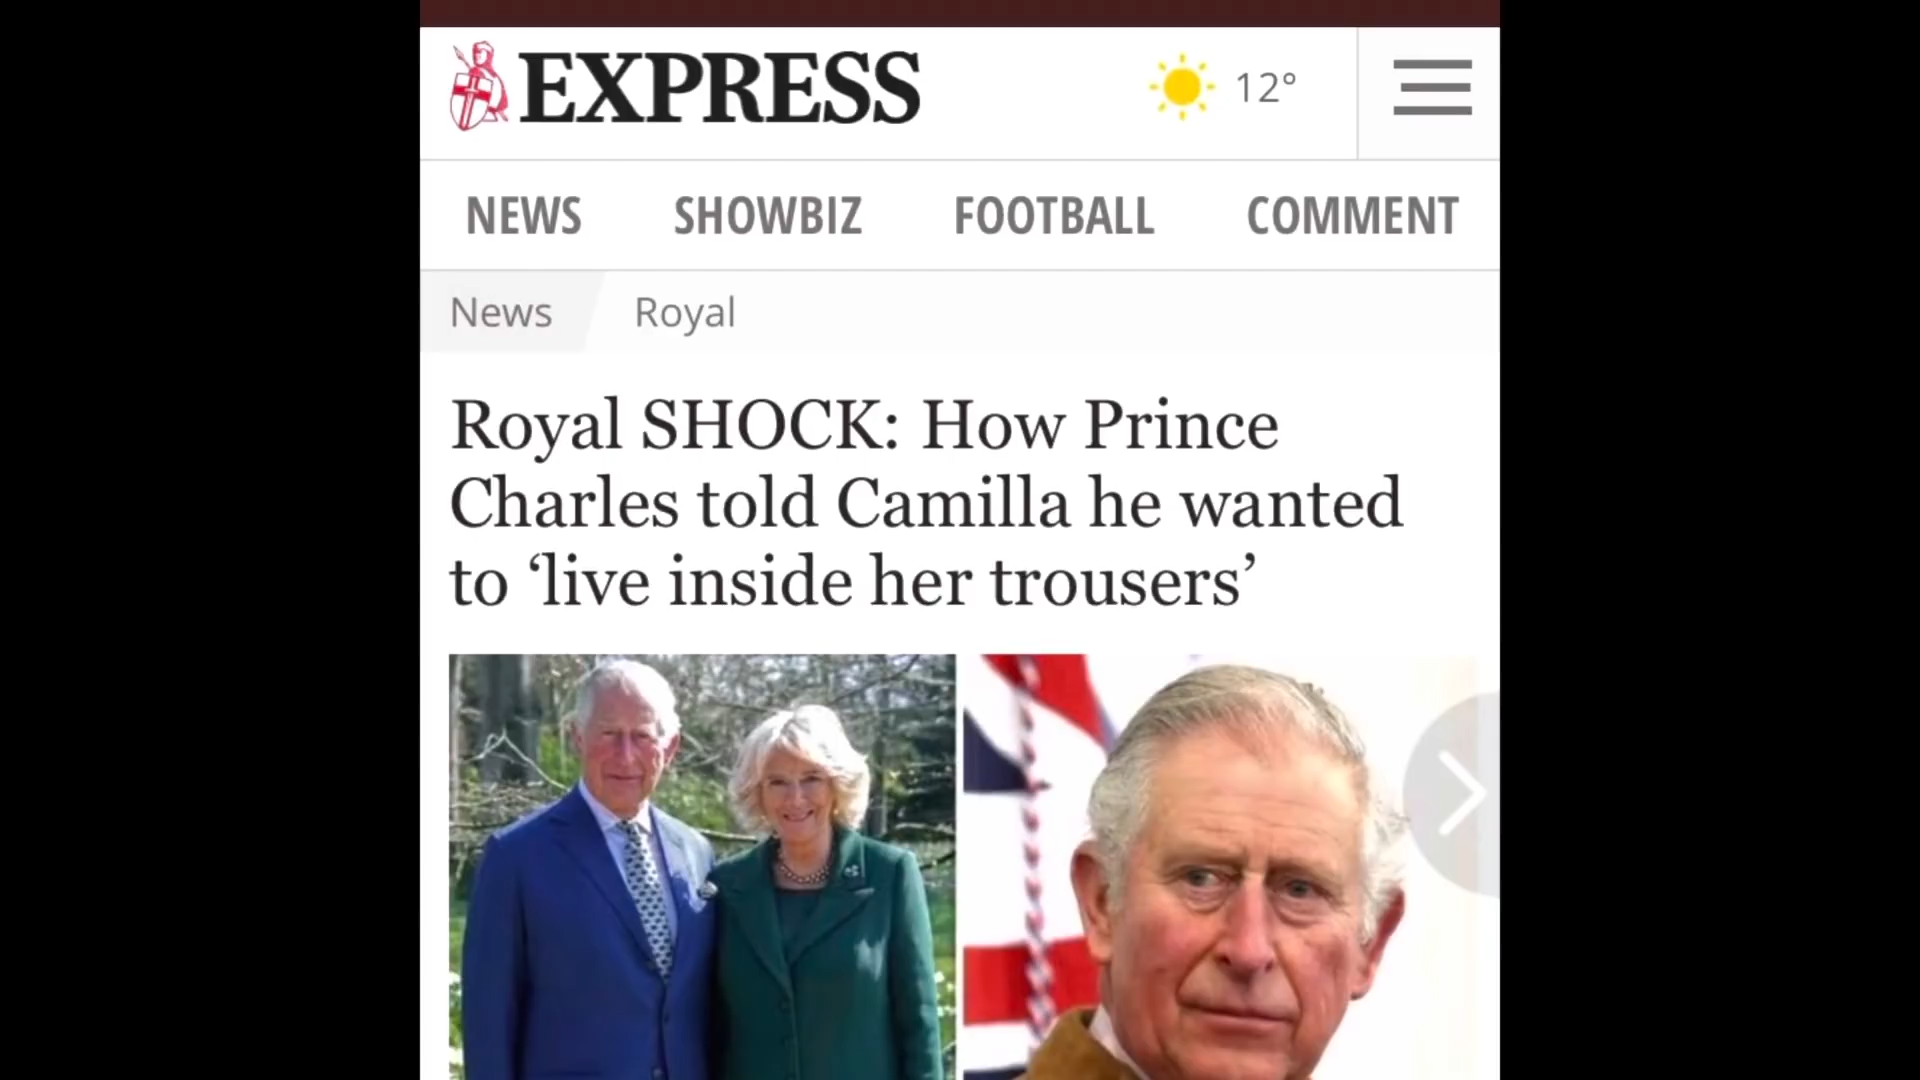 EXPRESS
12°
NEWS SHOWBIZ FOOTBALL COMMENT
News Royal
Royal SHOCK: How Prince
Charles told Camilla he wanted
to ‘live inside her trousers’